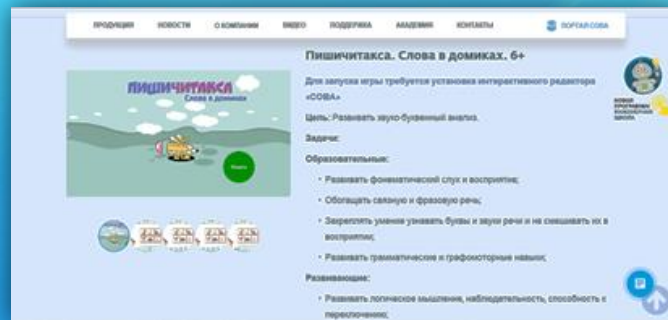 ПРОДУКЦИЯ НОВОСТИ О КОМПАНИИ ВИДЕО ПОДДЕРЖКА АКАДЕМИЯ КОНТАКТЫ ПОРТАЛ СОВА
Пишичитакса. Слова в домиках. 6+
Для запуска игры требуется установка интерактивного редактора
«СОВА»
Цель: Развивать звуко-буквенный анализ.
Задачи:
Образовательные:
• Развивать фонематический слух и восприятие;
• Обогащать связную и фразовую речь;
• Закреплять умение узнавать буквы и звуки речи и не смешивать их в
восприятии;
• Развивать грамматические и графомоторные навыки;
Развивающие:
• Развивать логическое мышление, наблюдательность, способность к
переключению;
ПИШИЧИТАКСА
Слова в домиках
НОВАЯ
ШКОЛА